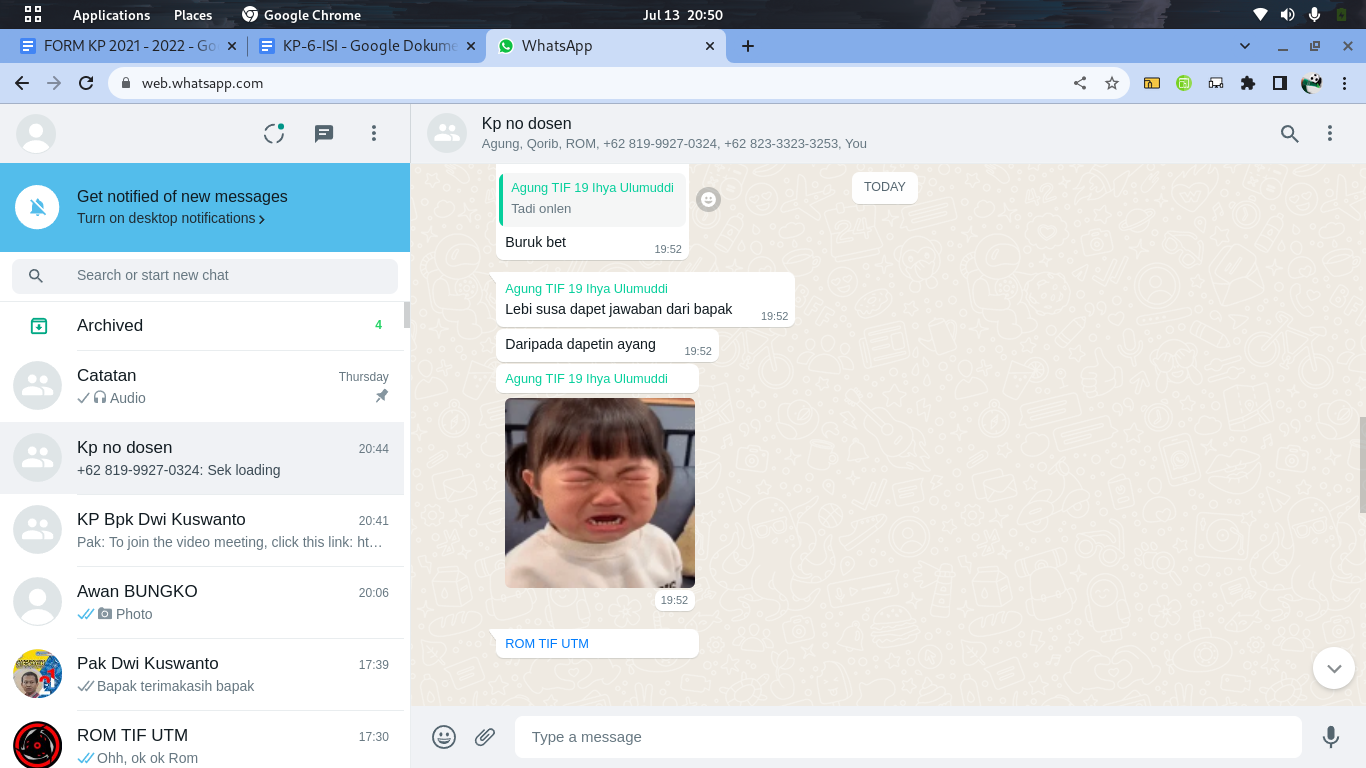 Applications Places Google Chrome Jul 13 20:50
FORM KP 2021 - 2022 - Go
KP-6-ISI - Google Dokume
WhatsApp
web.whatsapp.com
Get notified of new messages
Turn on desktop notifications
Search or start new chat
Archived 4
Catatan Thursday
Audio
Kp no dosen 20:44
+62 819-9927-0324: Sek loading
KP Bpk Dwi Kuswanto 20:41
Pak: To join the video meeting, click this link: ht…
Awan BUNGKO 20:06
Photo
Pak Dwi Kuswanto 17:39
Bapak terimakasih bapak
ROM TIF UTM 17:30
Ohh, ok ok Rom
Kp no dosen
Agung, Qorib, ROM, +62 819-9927-0324, +62 823-3323-3253, You
TODAY
Agung TIF 19 Ihya Ulumuddi
Tadi onlen
Buruk bet 19:52
Agung TIF 19 Ihya Ulumuddi
Lebi susa dapet jawaban dari bapak 19:52
Daripada dapetin ayang 19:52
Agung TIF 19 Ihya Ulumuddi
19:52
ROM TIF UTM
Type a message